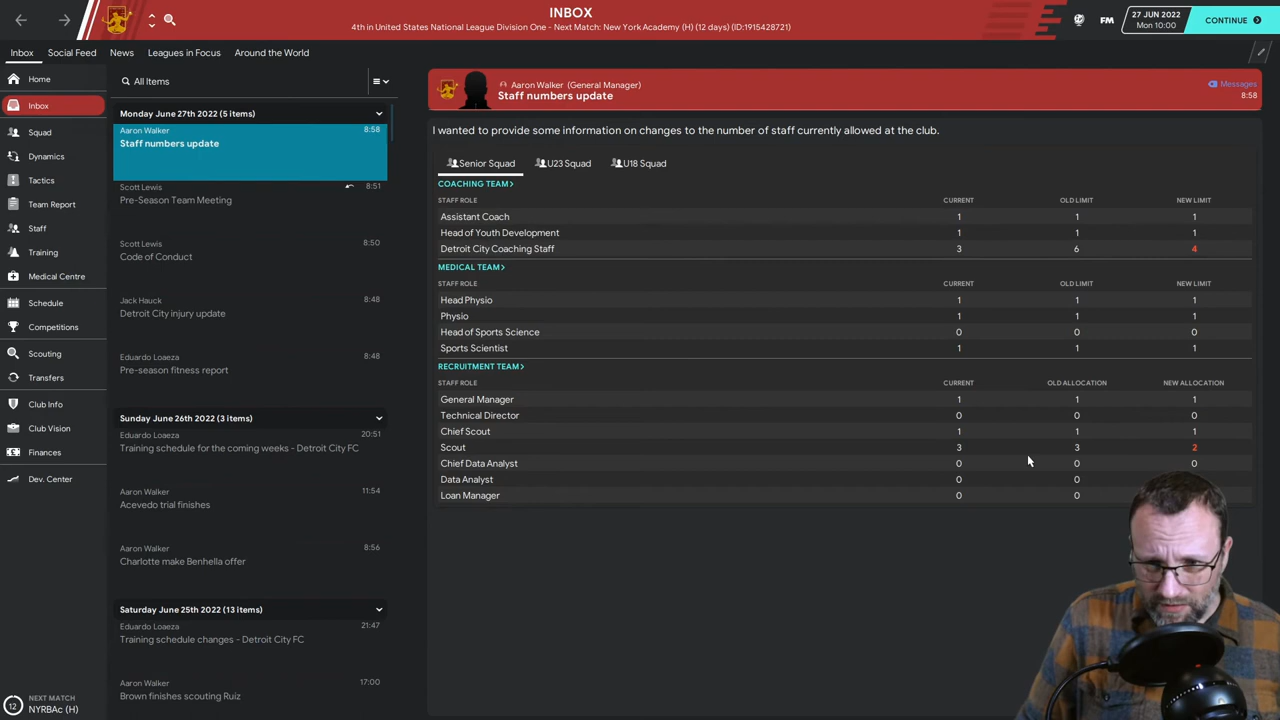 INBOX
4th in United States National League Division One - Next Match: New York Academy (H) (12 days) (ID:1915428721)
FM
27 JUN 2022
Mon 10:00
CONTINUE
Inbox Social Feed News Leagues in Focus Around the World
Home
Inbox
Squad
Dynamics
Tactics
Team Report
Staff
Training
Medical Centre
Schedule
Competitions
Scouting
Transfers
Club Info
Club Vision
Finances
Dev. Center
12
NEXT MATCH
NYRBAc (H)
All Items
Monday June 27th 2022 (5 items)
Aaron Walker 8:58
Staff numbers update
Scott Lewis 8:51
Pre-Season Team Meeting
Scott Lewis 8:50
Code of Conduct
Jack Hauck 8:48
Detroit City injury update
Eduardo Loaeza 8:48
Pre-season fitness report
Sunday June 26th 2022 (3 items)
Eduardo Loaeza 20:51
Training schedule for the coming weeks - Detroit City FC
Aaron Walker 11:54
Acevedo trial finishes
Aaron Walker 8:56
Charlotte make Benhella offer
Saturday June 25th 2022 (13 items)
Eduardo Loaeza 21:47
Training schedule changes - Detroit City FC
Aaron Walker 17:00
Brown finishes scouting Ruiz
Aaron Walker (General Manager)
Staff numbers update
Messages
8:58
I wanted to provide some information on changes to the number of staff currently allowed at the club.
Senior Squad U23 Squad U18 Squad
COACHING TEAM>
STAFF ROLE CURRENT OLD LIMIT NEW LIMIT
Assistant Coach 1 1 1
Head of Youth Development 1 1 1
Detroit City Coaching Staff 3 6 4
MEDICAL TEAM>
STAFF ROLE CURRENT OLD LIMIT NEW LIMIT
Head Physio 1 1 1
Physio 1 1 1
Head of Sports Science 0 0 0
Sports Scientist 1 1 1
RECRUITMENT TEAM>
STAFF ROLE CURRENT OLD ALLOCATION NEW ALLOCATION
General Manager 1 1 1
Technical Director 0 0 0
Chief Scout 1 1 1
Scout 3 3 2
Chief Data Analyst 0 0 0
Data Analyst 0 0
Loan Manager 0 0